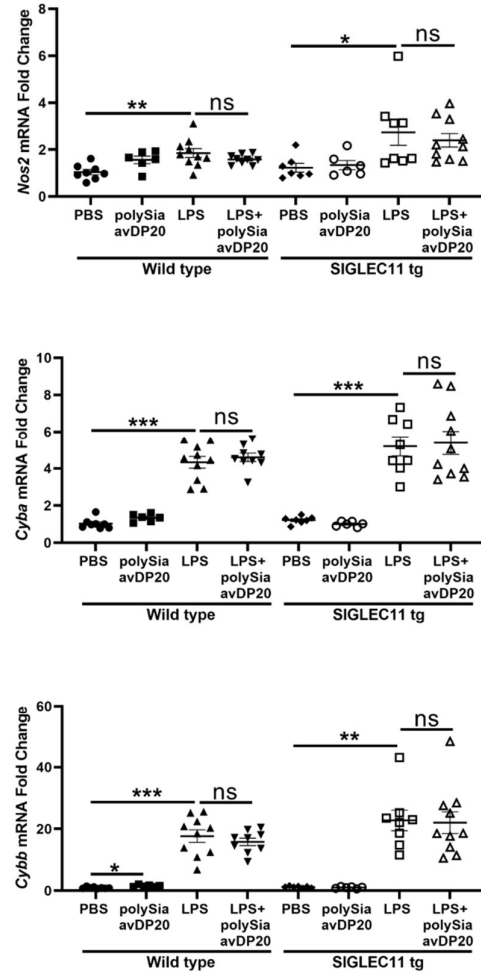 Nos2 mRNA Fold Change
8
6
4
2
0
**
ns
*
ns
PBS
polySia
avDP20
LPS
LPS+
polySia
avDP20
PBS
polySia
avDP20
LPS
LPS+
polySia
avDP20
Wild type
SIGLEC11 tg
Cyba mRNA Fold Change
10
8
6
4
2
0
***
ns
***
ns
PBS
polySia
avDP20
LPS
LPS+
polySia
avDP20
PBS
polySia
avDP20
LPS
LPS+
polySia
avDP20
Wild type
SIGLEC11 tg
Cybb mRNA Fold Change
60
40
20
0
*
***
ns
**
ns
PBS
polySia
avDP20
LPS
LPS+
polySia
avDP20
PBS
polySia
avDP20
LPS
LPS+
polySia
avDP20
Wild type
SIGLEC11 tg